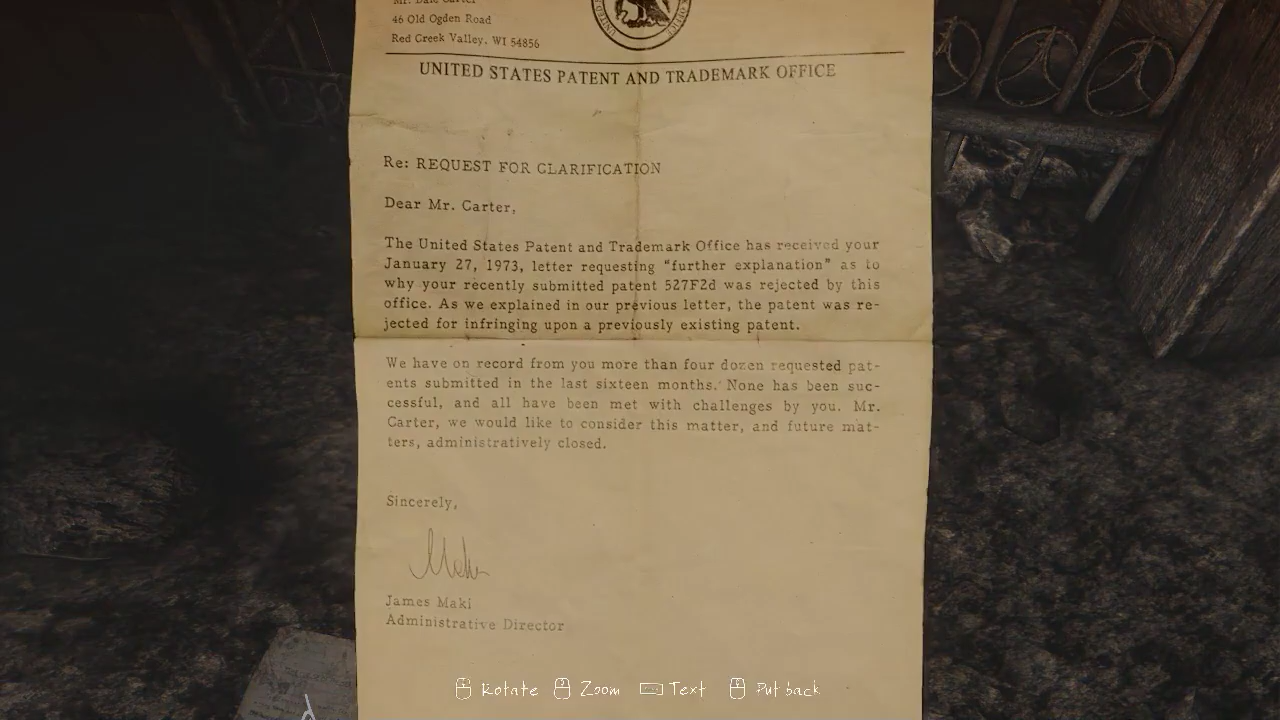 46 Old Ogden Road
Red Creek Valley, WI 54856
UNITED STATES PATENT AND TRADEMARK OFFICE
Re: REQUEST FOR CLARIFICATION
Dear Mr. Carter,
The United States Patent and Trademark Office has received your
January 27, 1973, letter requesting “further explanation” as to
why your recently submitted patent 527F2d was rejected by this
office. As we explained in our previous letter, the patent was re-
jected for infringing upon a previously existing patent.
We have on record from you more than four dozen requested pat-
ents submitted in the last sixteen months. None has been suc-
cessful, and all have been met with challenges by you. Mr.
Carter, we would like to consider this matter, and future mat-
ters, administratively closed.
Sincerely,
James Maki
Administrative Director
Rotate Zoom Text Put back